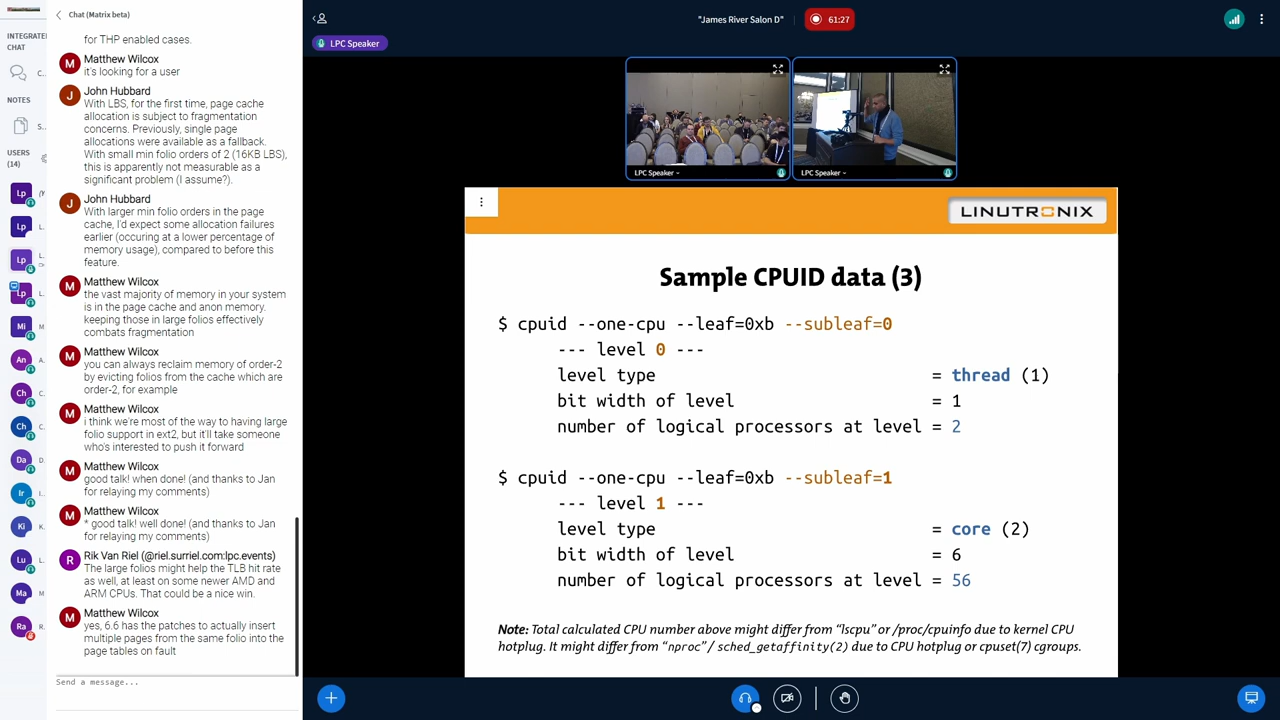 Chat (Matrix beta)
"James River Salon D"
61:27
LPC Speaker
INTEGRATE
CHAT
C..
NOTES
S...
USERS
(14)
Lp
Lp
Lp
L...
Lp
L...
Mi
An
A..
Ch
Ch
Da
D..
Ir
Ki
K..
Lu
Ma
Ra
for THP enabled cases.
M
Matthew Wilcox
it's looking for a user
J
John Hubbard
With LBS, for the first time, page cache
allocation is subject to fragmentation
concerns. Previously, single page
allocations were available as a fallback.
With small min folio orders of 2 (16KB LBS),
this is apparently not measurable as a
significant problem (I assume?).
J
John Hubbard
With larger min folio orders in the page
cache, I'd expect some allocation failures
earlier (occuring at a lower percentage of
memory usage), compared to before this
feature.
M
Matthew Wilcox
the vast majority of memory in your system
is in the page cache and anon memory.
keeping those in large folios effectively
combats fragmentation
M
Matthew Wilcox
you can always reclaim memory of order-2
by evicting folios from the cache which are
order-2, for example
M
Matthew Wilcox
i think we're most of the way to having large
folio support in ext2, but it'll take someone
who's interested to push it forward
M
Matthew Wilcox
good talk! when done! (and thanks to Jan
for relaying my comments)
M
Matthew Wilcox
* good talk! well done! (and thanks to Jan
for relaying my comments)
R
Rik Van Riel (@riel.surriel.com:lpc.events)
The large folios might help the TLB hit rate
as well, at least on some newer AMD and
ARM CPUs. That could be a nice win.
M
Matthew Wilcox
yes, 6.6 has the patches to actually insert
multiple pages from the same folio into the
page tables on fault
Send a message...
LPC Speaker
LPC Speaker
LINUTRONIX
Sample CPUID data (3)
$ cpuid --one-cpu --leaf=0xb --subleaf=0
--- level 0 ---
level type = thread (1)
bit width of level = 1
number of logical processors at level = 2
$ cpuid --one-cpu --leaf=0xb --subleaf=1
--- level 1 ---
level type = core (2)
bit width of level = 6
number of logical processors at level = 56
Note: Total calculated CPU number above might differ from “lscpu” or /proc/cpuinfo due to kernel CPU
hotplug. It might differ from “nproc”/ sched_getaffinity(2) due to CPU hotplug or cpuset(7) cgroups.